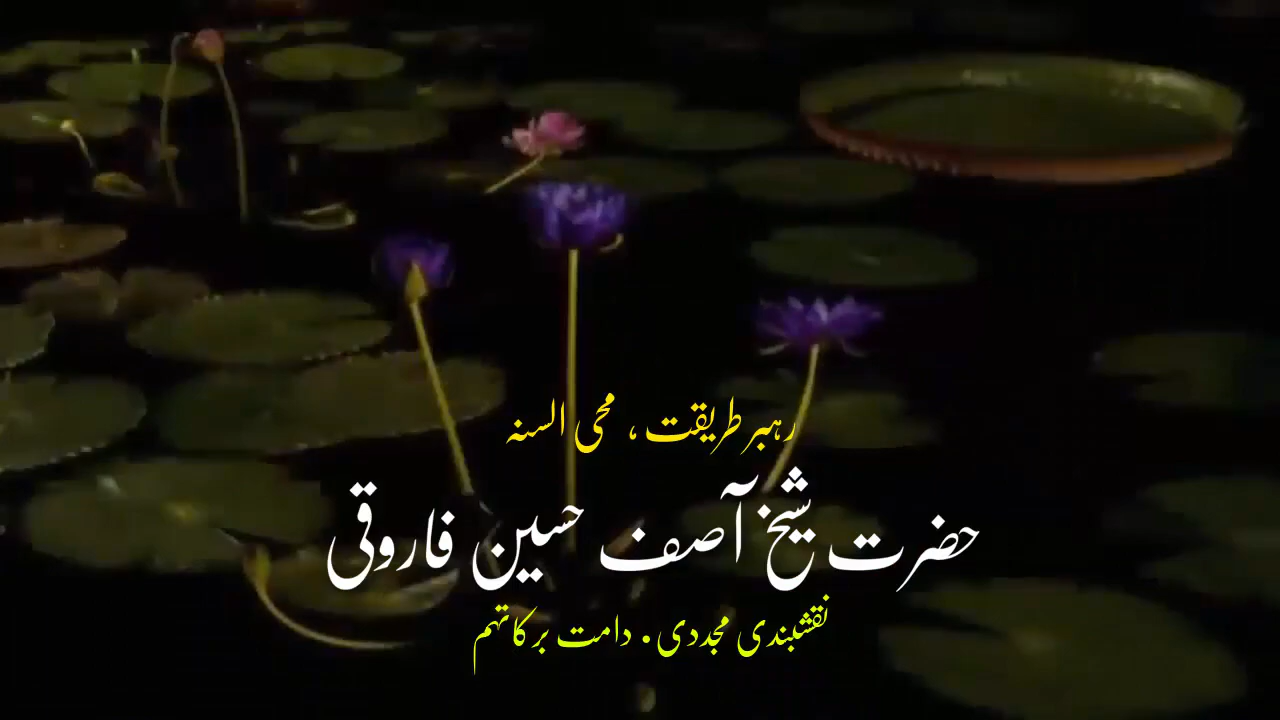 رہبر طریقت ، محی السنہ
حضرت شیخ آصف حسین فاروقی
نقشبندی مجددی . دامت برکاتہم